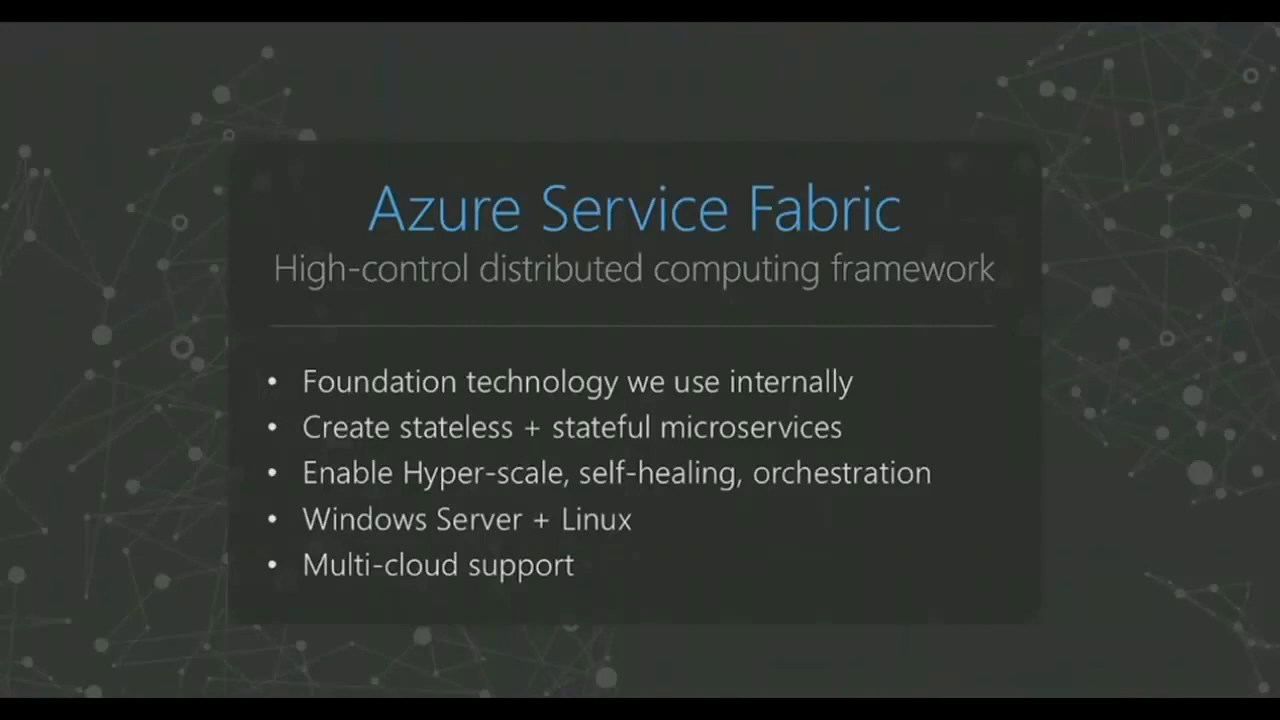 Azure Service Fabric
High-control distributed computing framework
• Foundation technology we use internally
• Create stateless + stateful microservices
• Enable Hyper-scale, self-healing, orchestration
• Windows Server + Linux
• Multi-cloud support